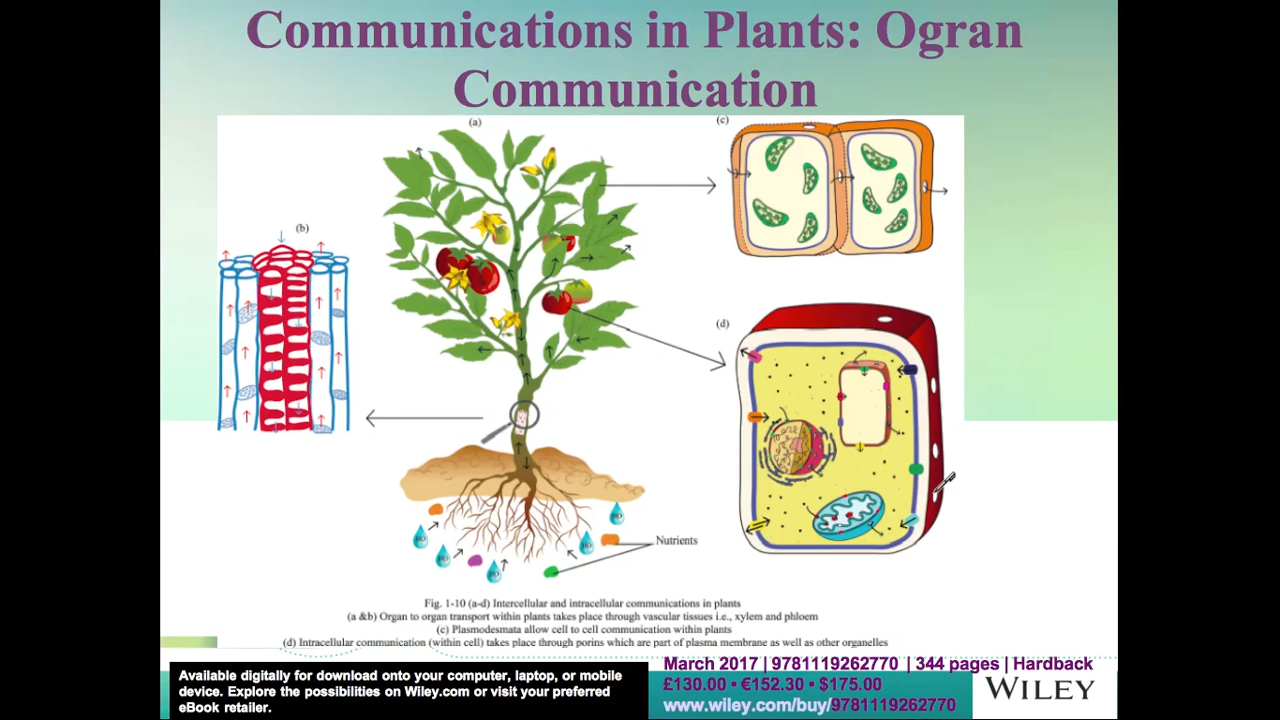 Communications in Plants: Ogran
Communication
(a)
(c)
(b)
(d)
Nutrients
Fig. 1-10 (a-d) Intercellular and intracellular communications in plants
(a &b) Organ to organ transport within plants takes place through vascular tissues i.e., xylem and phloem
(c) Plasmodesmata allow cell to cell communication within plants
(d) Intracellular communication (within cell) takes place through porins which are part of plasma membrane as well as other organelles
Available digitally for download onto your computer, laptop, or mobile
device. Explore the possibilities on Wiley.com or visit your preferred
eBook retailer.
March 2017 | 9781119262770 | 344 pages | Hardback
£130.00 • €152.30 • $175.00
www.wiley.com/buy/9781119262770
WILEY